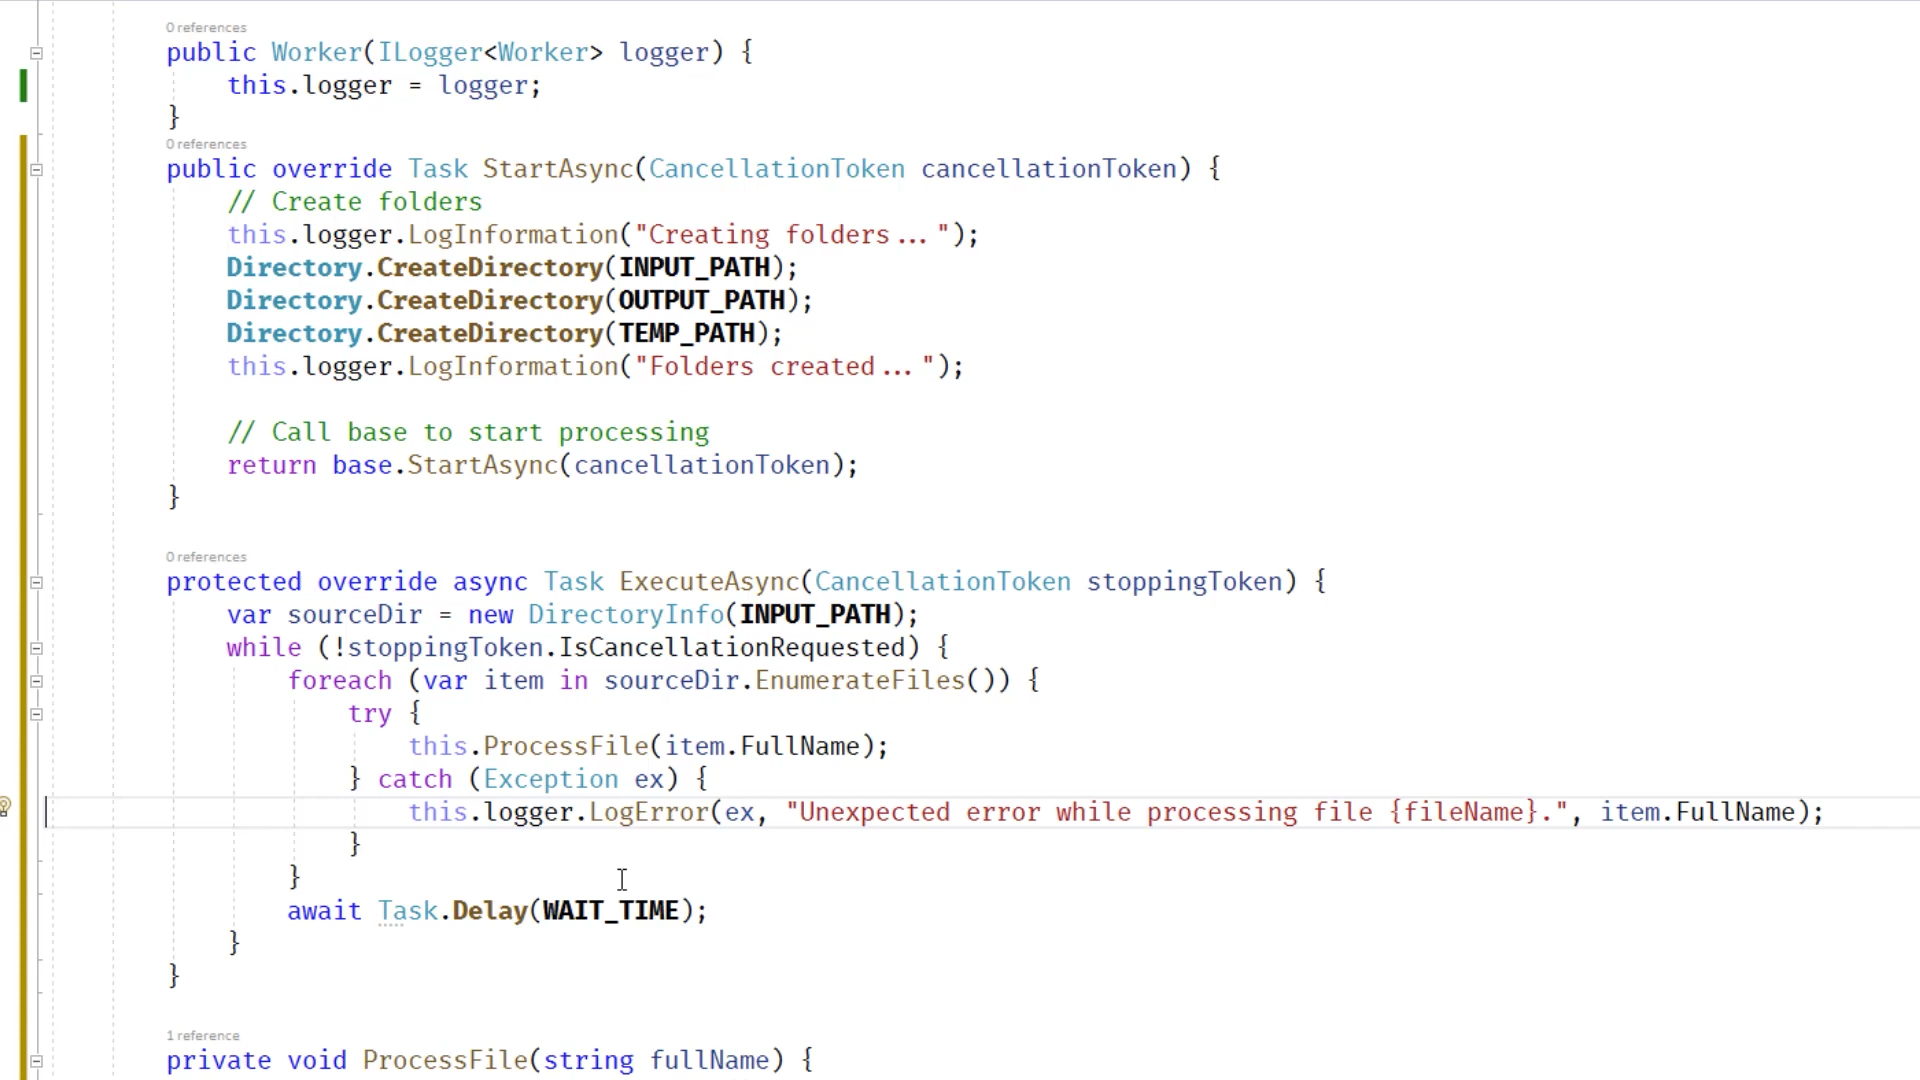 0 references
public Worker(ILogger<Worker> logger) {
this.logger = logger;
}
0 references
public override Task StartAsync(CancellationToken cancellationToken) {
// Create folders
this.logger.LogInformation("Creating folders...");
Directory.CreateDirectory(INPUT_PATH);
Directory.CreateDirectory(OUTPUT_PATH);
Directory.CreateDirectory(TEMP_PATH);
this.logger.LogInformation("Folders created...");
// Call base to start processing
return base.StartAsync(cancellationToken);
}
0 references
protected override async Task ExecuteAsync(CancellationToken stoppingToken) {
var sourceDir = new DirectoryInfo(INPUT_PATH);
while (!stoppingToken.IsCancellationRequested) {
foreach (var item in sourceDir.EnumerateFiles()) {
try {
this.ProcessFile(item.FullName);
} catch (Exception ex) {
this.logger.LogError(ex, "Unexpected error while processing file {fileName}.", item.FullName);
}
}
await Task.Delay(WAIT_TIME);
}
}
1 reference
private void ProcessFile(string fullName) {